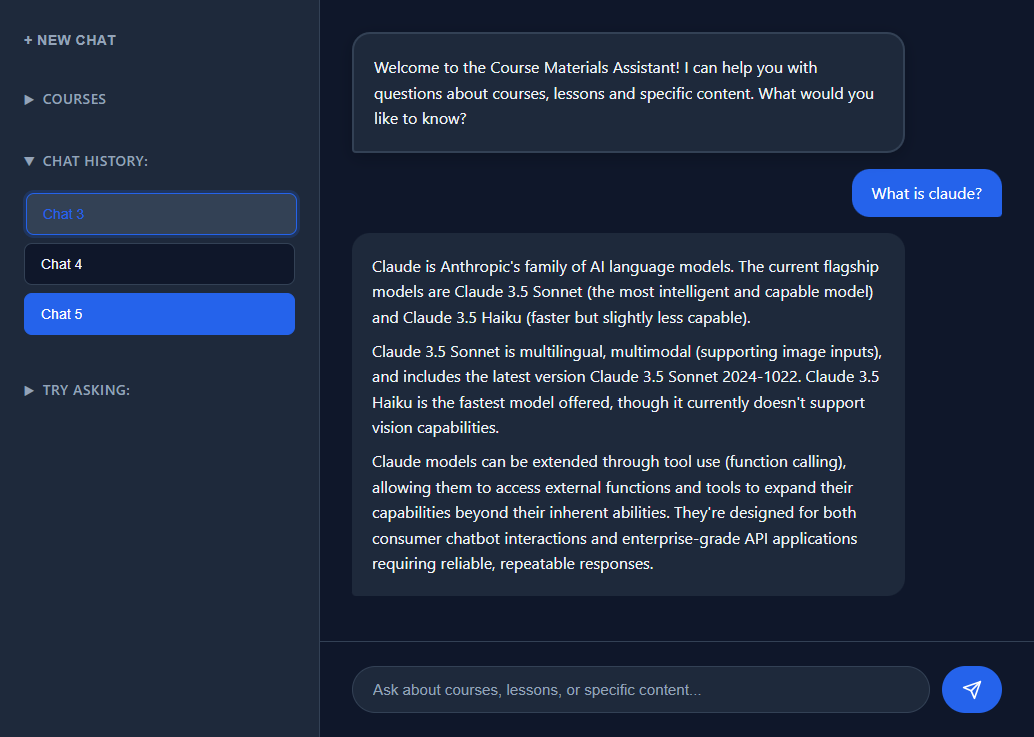 + NEW CHAT
▶ COURSES
▼ CHAT HISTORY:
Chat 3
Chat 4
Chat 5
▶ TRY ASKING:
Welcome to the Course Materials Assistant! I can help you with
questions about courses, lessons and specific content. What would you
like to know?
What is claude?
Claude is Anthropic's family of AI language models. The current flagship
models are Claude 3.5 Sonnet (the most intelligent and capable model)
and Claude 3.5 Haiku (faster but slightly less capable).
Claude 3.5 Sonnet is multilingual, multimodal (supporting image inputs),
and includes the latest version Claude 3.5 Sonnet 2024-1022. Claude 3.5
Haiku is the fastest model offered, though it currently doesn't support
vision capabilities.
Claude models can be extended through tool use (function calling),
allowing them to access external functions and tools to expand their
capabilities beyond their inherent abilities. They're designed for both
consumer chatbot interactions and enterprise-grade API applications
requiring reliable, repeatable responses.
Ask about courses, lessons, or specific content...